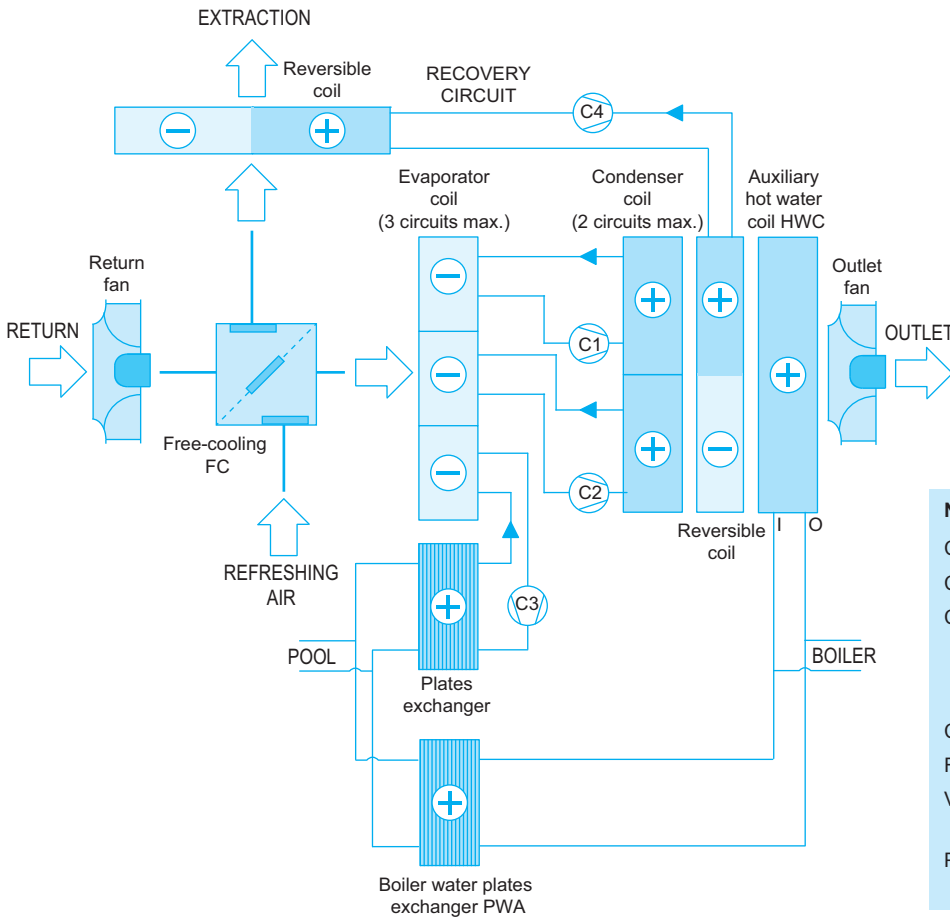 EXTRACTION
Reversible
coil
RECOVERY
CIRCUIT
C4
Evaporator
coil
(3 circuits max.)
Condenser
coil
(2 circuits max.)
Auxiliary
hot water
coil HWC
Return
fan
Outlet
fan
RETURN
OUTLET
C1
Free-cooling
FC
C2
I O
Reversible
coil
REFRESHING
AIR
C3
POOL
BOILER
Plates
exchanger
Boiler water plates
exchanger PWA